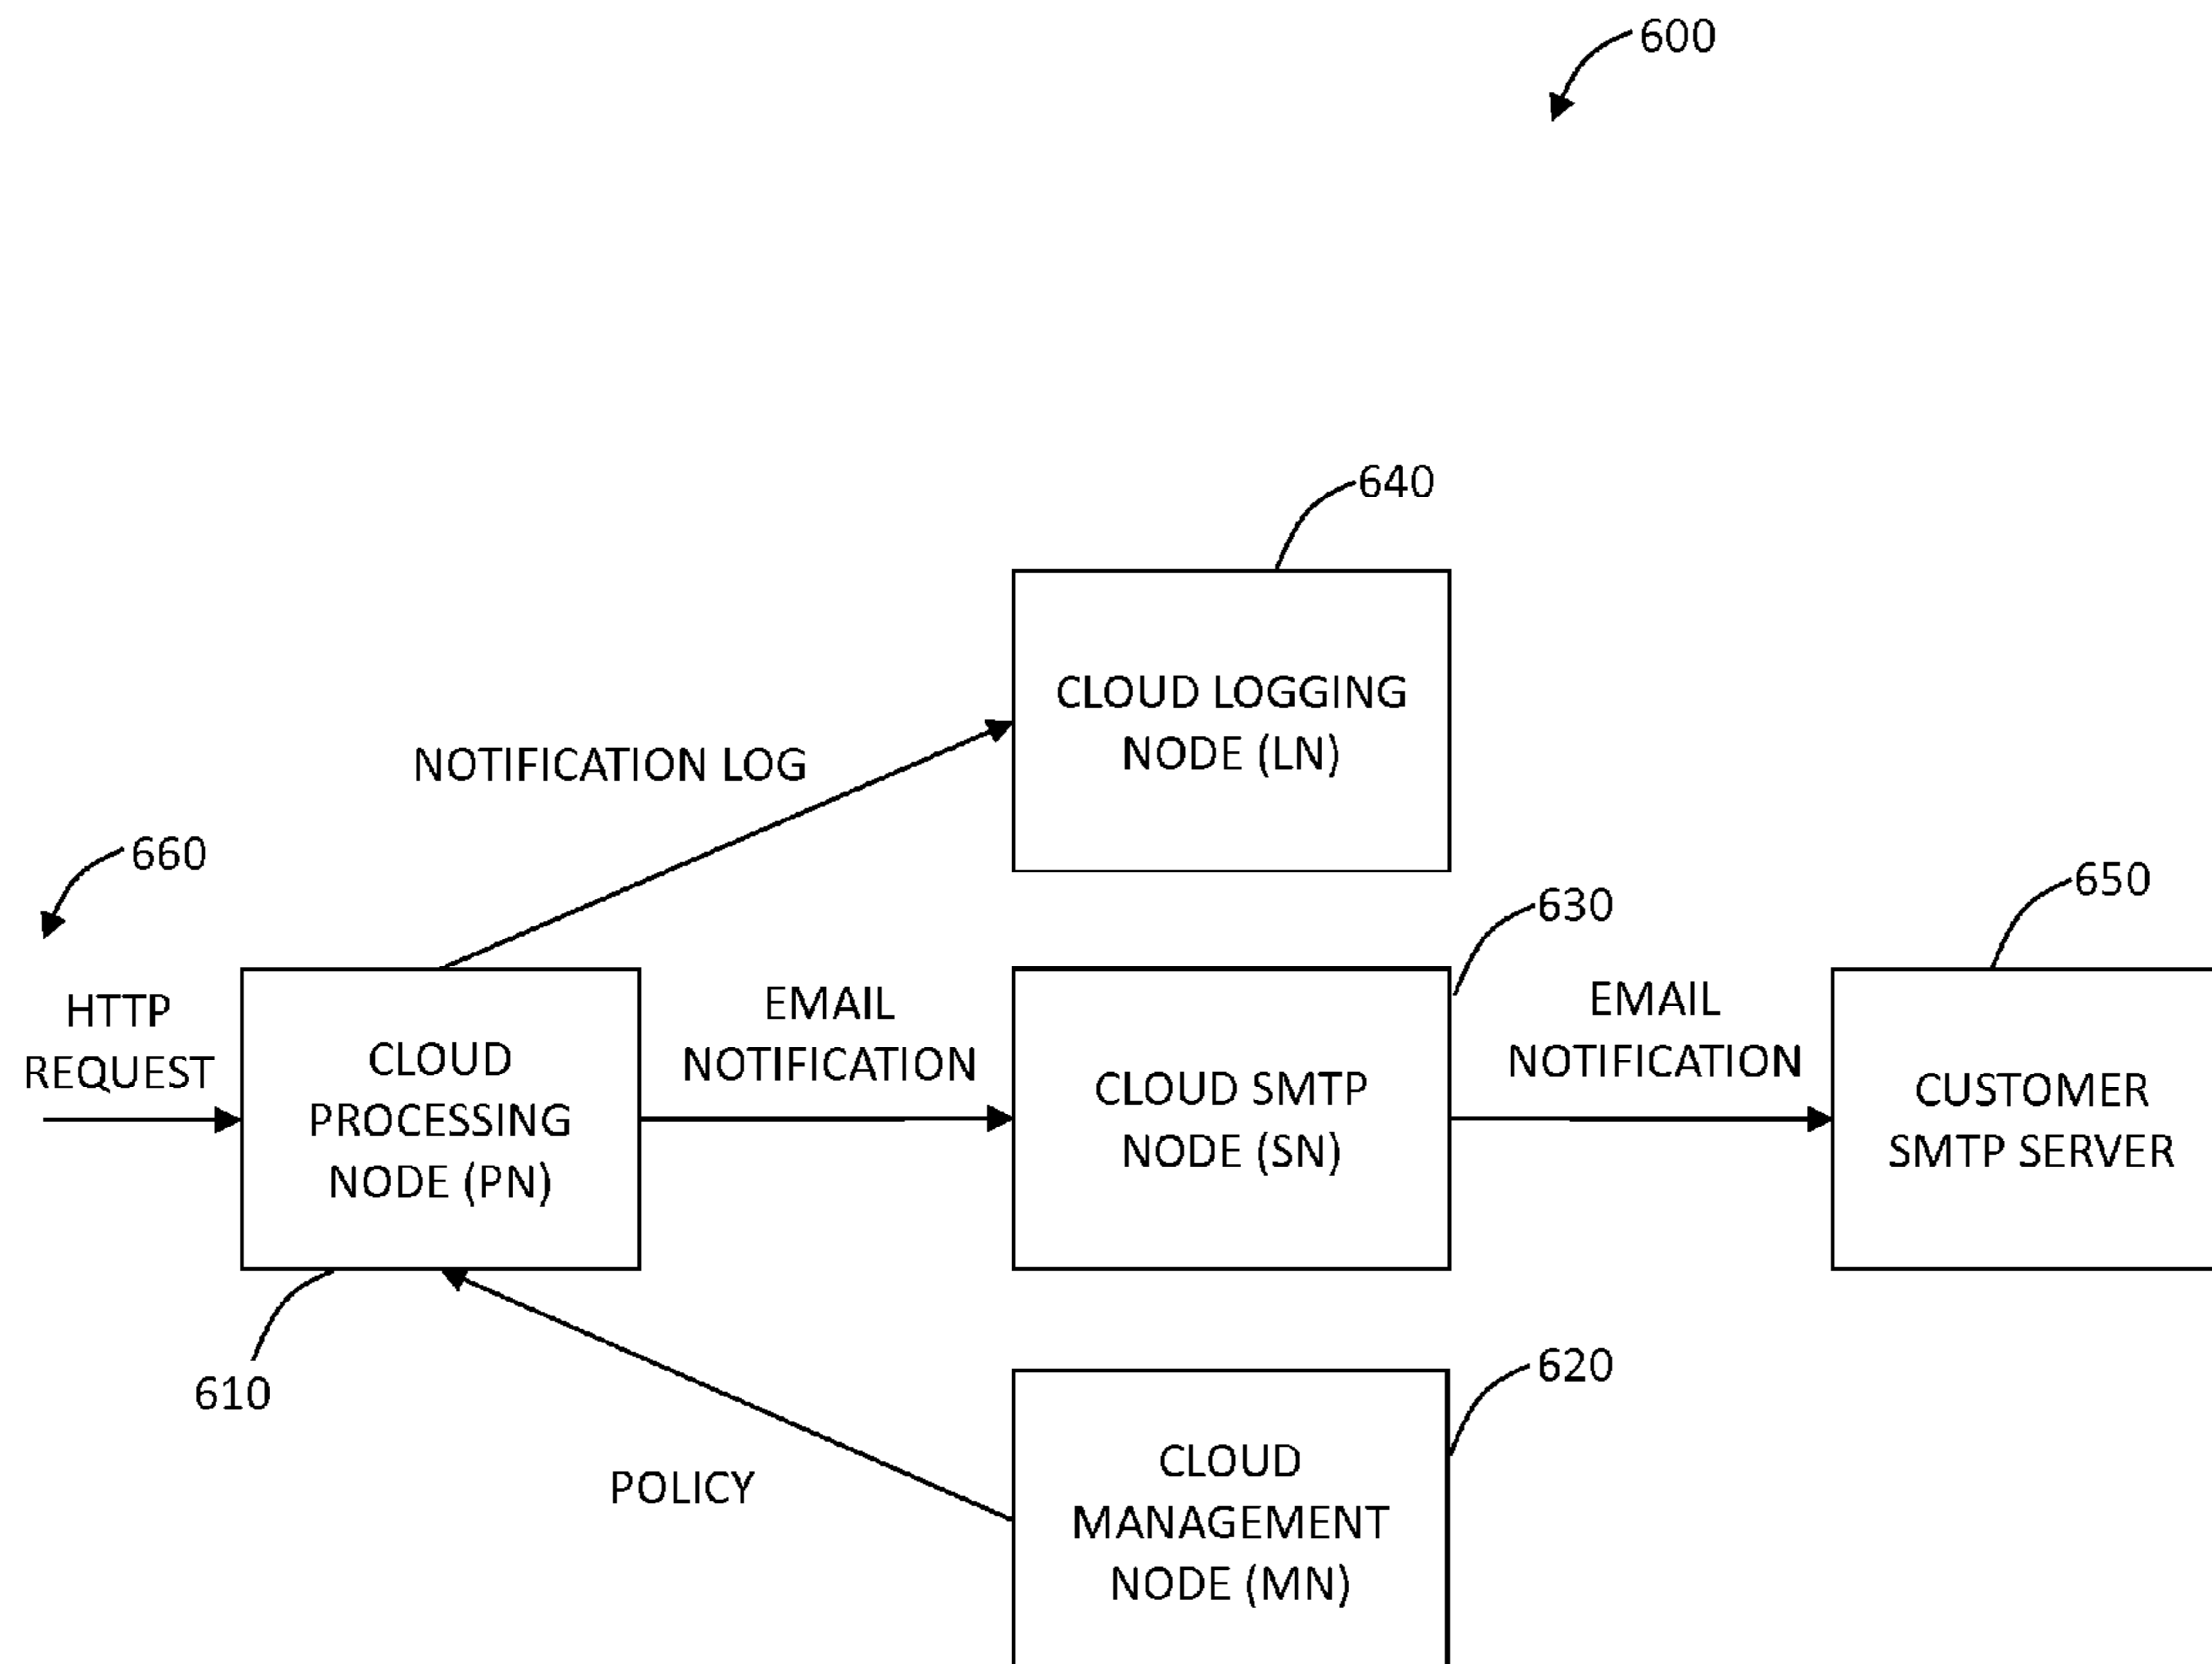 600
640
CLOUD LOGGING
NODE (LN)
NOTIFICATION LOG
660
650
630
HTTP
REQUEST
CLOUD
PROCESSING
NODE (PN)
EMAIL
NOTIFICATION
CLOUD SMTP
NODE (SN)
EMAIL
NOTIFICATION
CUSTOMER
SMTP SERVER
610
620
POLICY
CLOUD
MANAGEMENT
NODE (MN)